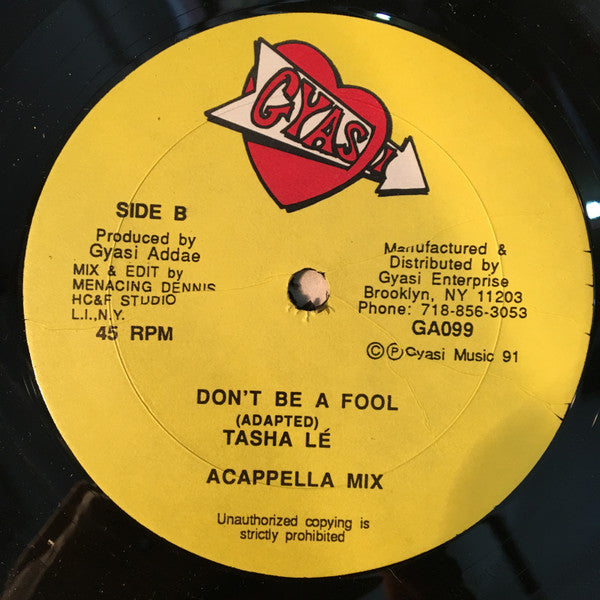 GYASI
SIDE B
Produced by
Gyasi Addae
MIX & EDIT by
MENACING DENNIS
HC&F STUDIO
L.I.,N.Y.
45 RPM
Manufactured &
Distributed by
Gyasi Enterprise
Brooklyn, NY 11203
Phone: 718-856-3053
GA099
©℗Gyasi Music 91
DON'T BE A FOOL
(ADAPTED)
TASHA LÉ
ACAPPELLA MIX
Unauthorized copying is
strictly prohibited